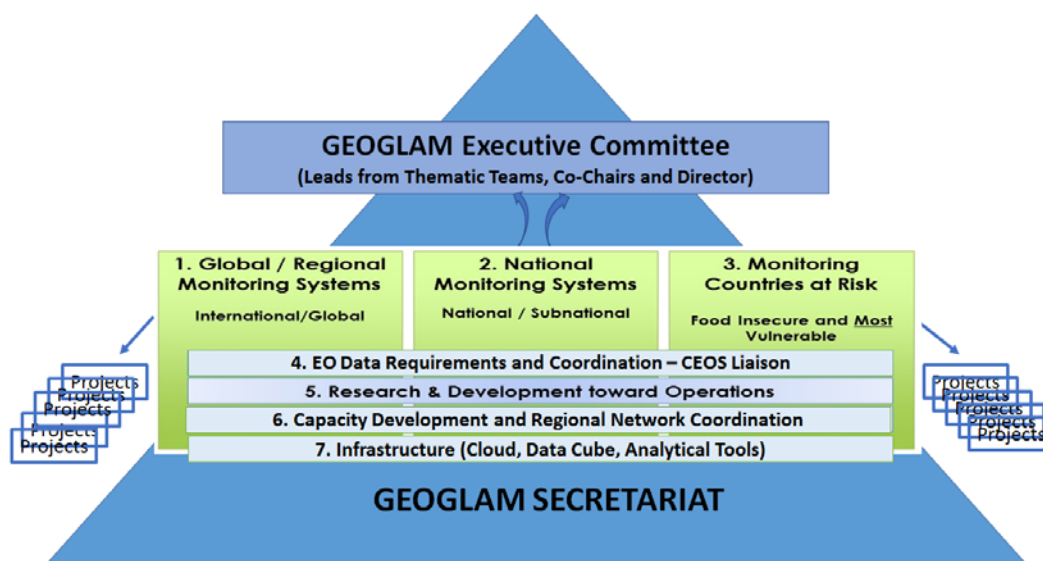 GEOGLAM Executive Committee
(Leads from Thematic Teams, Co-Chairs and Director)
1. Global / Regional
Monitoring Systems
International/Global
2. National
Monitoring Systems
National / Subnational
3. Monitoring
Countries at Risk
Food Insecure and Most
Vulnerable
4. EO Data Requirements and Coordination – CEOS Liaison
5. Research & Development toward Operations
6. Capacity Development and Regional Network Coordination
7. Infrastructure (Cloud, Data Cube, Analytical Tools)
Projects
Projects
Projects
Projects
Projects
Projects
Projects
Projects
Projects
Projects
GEOGLAM SECRETARIAT